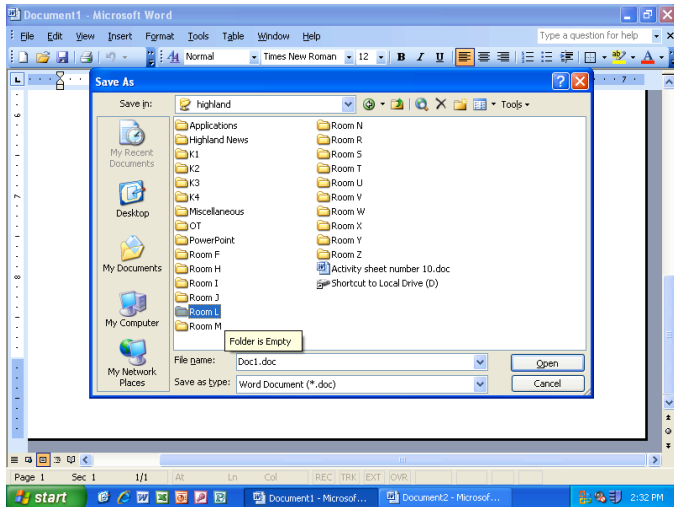 Document1 - Microsoft Word
File Edit View Insert Format Tools Table Window Help
Type a question for help
Normal Times New Roman 12 B I U
7
Save As
Save in: highland Tools
My Recent Documents
Desktop
My Documents
My Computer
My Network Places
Applications
Highland News
K1
K2
K3
K4
Miscellaneous
OT
PowerPoint
Room F
Room H
Room I
Room J
Room L
Room M
Folder is Empty
Room N
Room R
Room S
Room T
Room U
Room V
Room W
Room X
Room Y
Room Z
Activity sheet number 10.doc
Shortcut to Local Drive (D)
File name: Doc1.doc Open
Save as type: Word Document (*.doc) Cancel
Page 1 Sec 1 1/1 At Ln Col REC TRK EXT OVR
start Document1 - Microsof... Document2 - Microsof... 2:32 PM